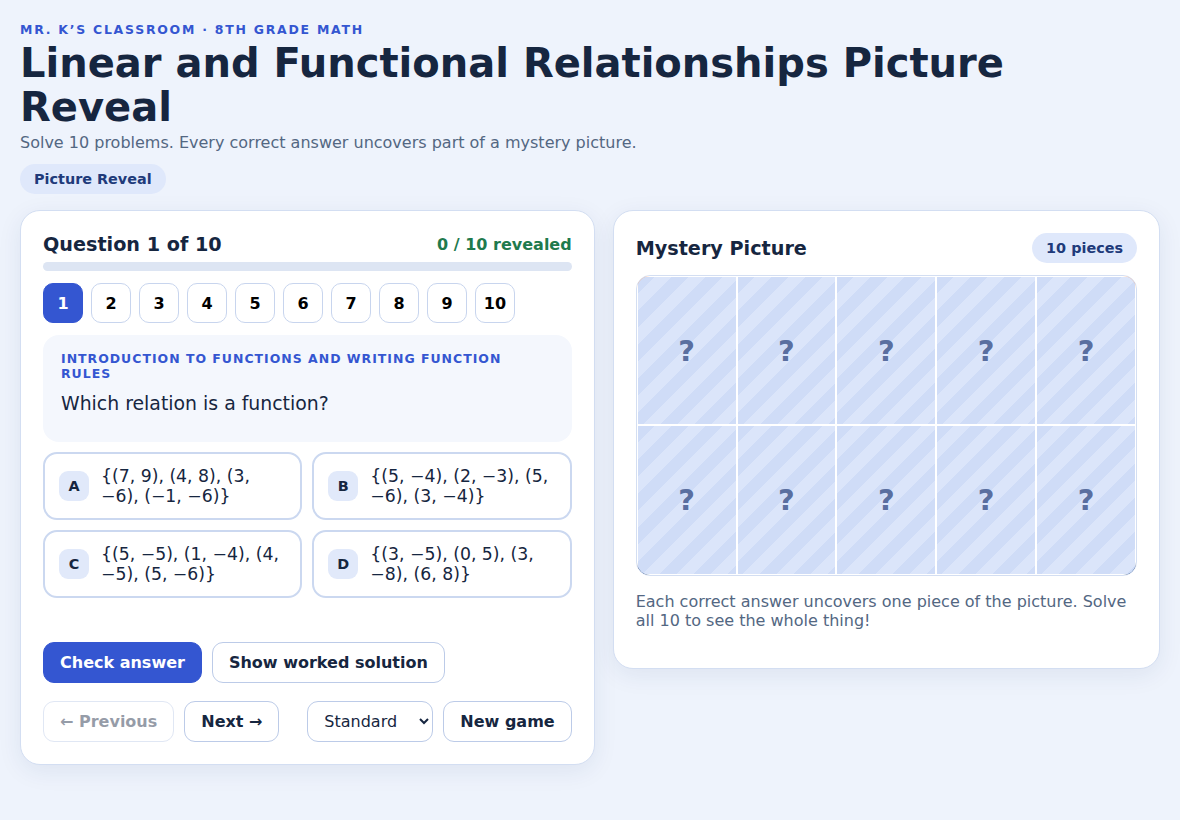 MR. K’S CLASSROOM · 8TH GRADE MATH
Linear and Functional Relationships Picture
Reveal
Solve 10 problems. Every correct answer uncovers part of a mystery picture.
Picture Reveal
Question 1 of 10
0 / 10 revealed
1 2 3 4 5 6 7 8 9 10
INTRODUCTION TO FUNCTIONS AND WRITING FUNCTION
RULES
Which relation is a function?
A {(7, 9), (4, 8), (3,
−6), (−1, −6)}
B {(5, −4), (2, −3), (5,
−6), (3, −4)}
C {(5, −5), (1, −4), (4,
−5), (5, −6)}
D {(3, −5), (0, 5), (3,
−8), (6, 8)}
Check answer
Show worked solution
← Previous
Next →
Standard
New game
Mystery Picture
10 pieces
? ? ? ? ?
? ? ? ? ?
Each correct answer uncovers one piece of the picture. Solve
all 10 to see the whole thing!